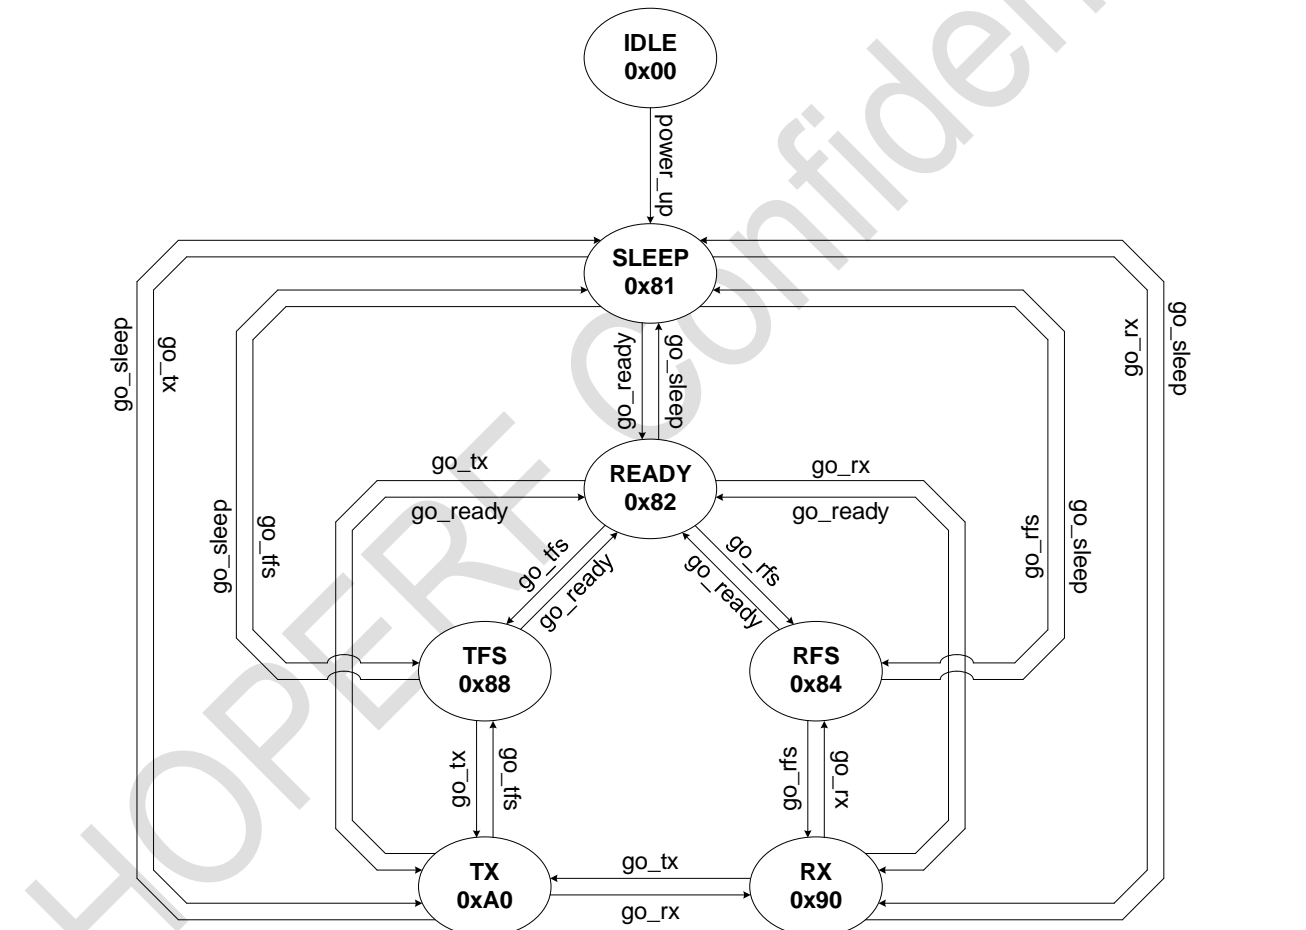 IDLE
0x00
power_up
SLEEP
0x81
go_sleep
go_tx
go_ready
go_sleep
go_rx
go_sleep
go_tx
go_ready
READY
0x82
go_rx
go_ready
go_sleep
go_tfs
go_tfs
go_ready
go_rfs
go_ready
go_rfs
go_sleep
TFS
0x88
RFS
0x84
go_tx
go_tfs
go_rfs
go_rx
TX
0xA0
go_tx
go_rx
RX
0x90
HOPERF Confiden